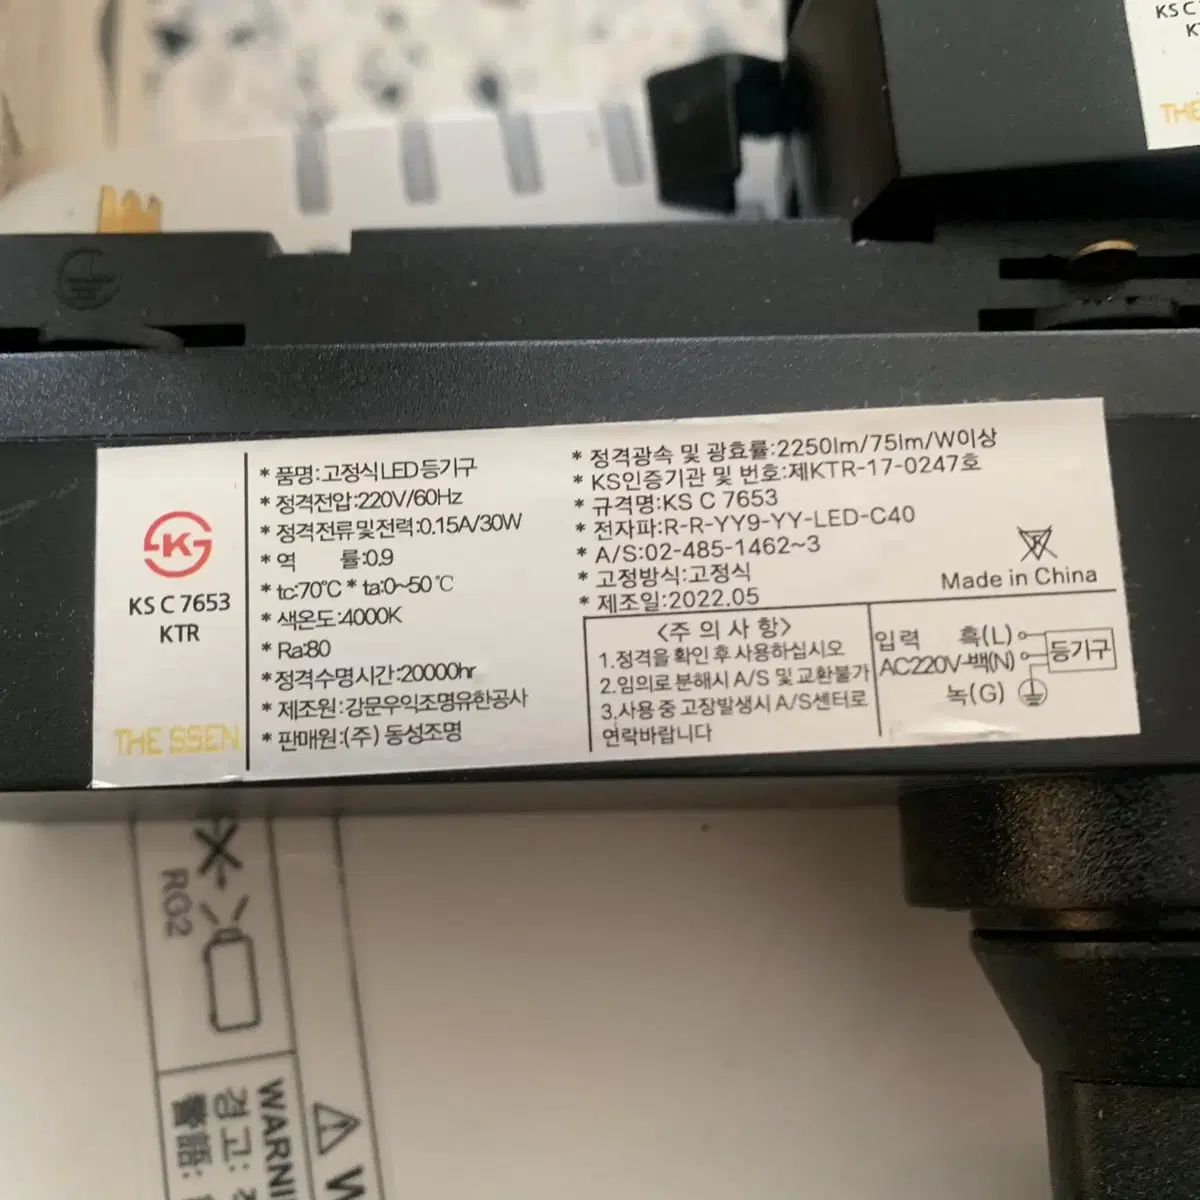 KS C
THE
KS C 7653
KTR
THE SSEN
* 품명:고정식LED등기구
* 정격전압:220V/60Hz
* 정격전류및전력:0.15A/30W
* 역 률:0.9
* tc:70℃ * ta:0~50℃
* 색온도:4000K
* Ra:80
* 정격수명시간:20000hr
* 제조원:강문우익조명유한공사
* 판매원:(주)동성조명
* 정격광속 및 광효률:2250lm/75lm/W이상
* KS인증기관 및 번호:제KTR-17-0247호
* 규격명:KS C 7653
* 전자파:R-R-YY9-YY-LED-C40
* A/S:02-485-1462~3
* 고정방식:고정식
* 제조일:2022.05
Made in China
<주 의 사 항>
1.정격을 확인 후 사용하십시오
2.임의로 분해시 A/S 및 교환불가
3.사용 중 고장발생시 A/S센터로
연락바랍니다
입력 흑(L)
AC220V-백(N) 등기구
녹(G)
RG2
WARNI
경고:
警語: